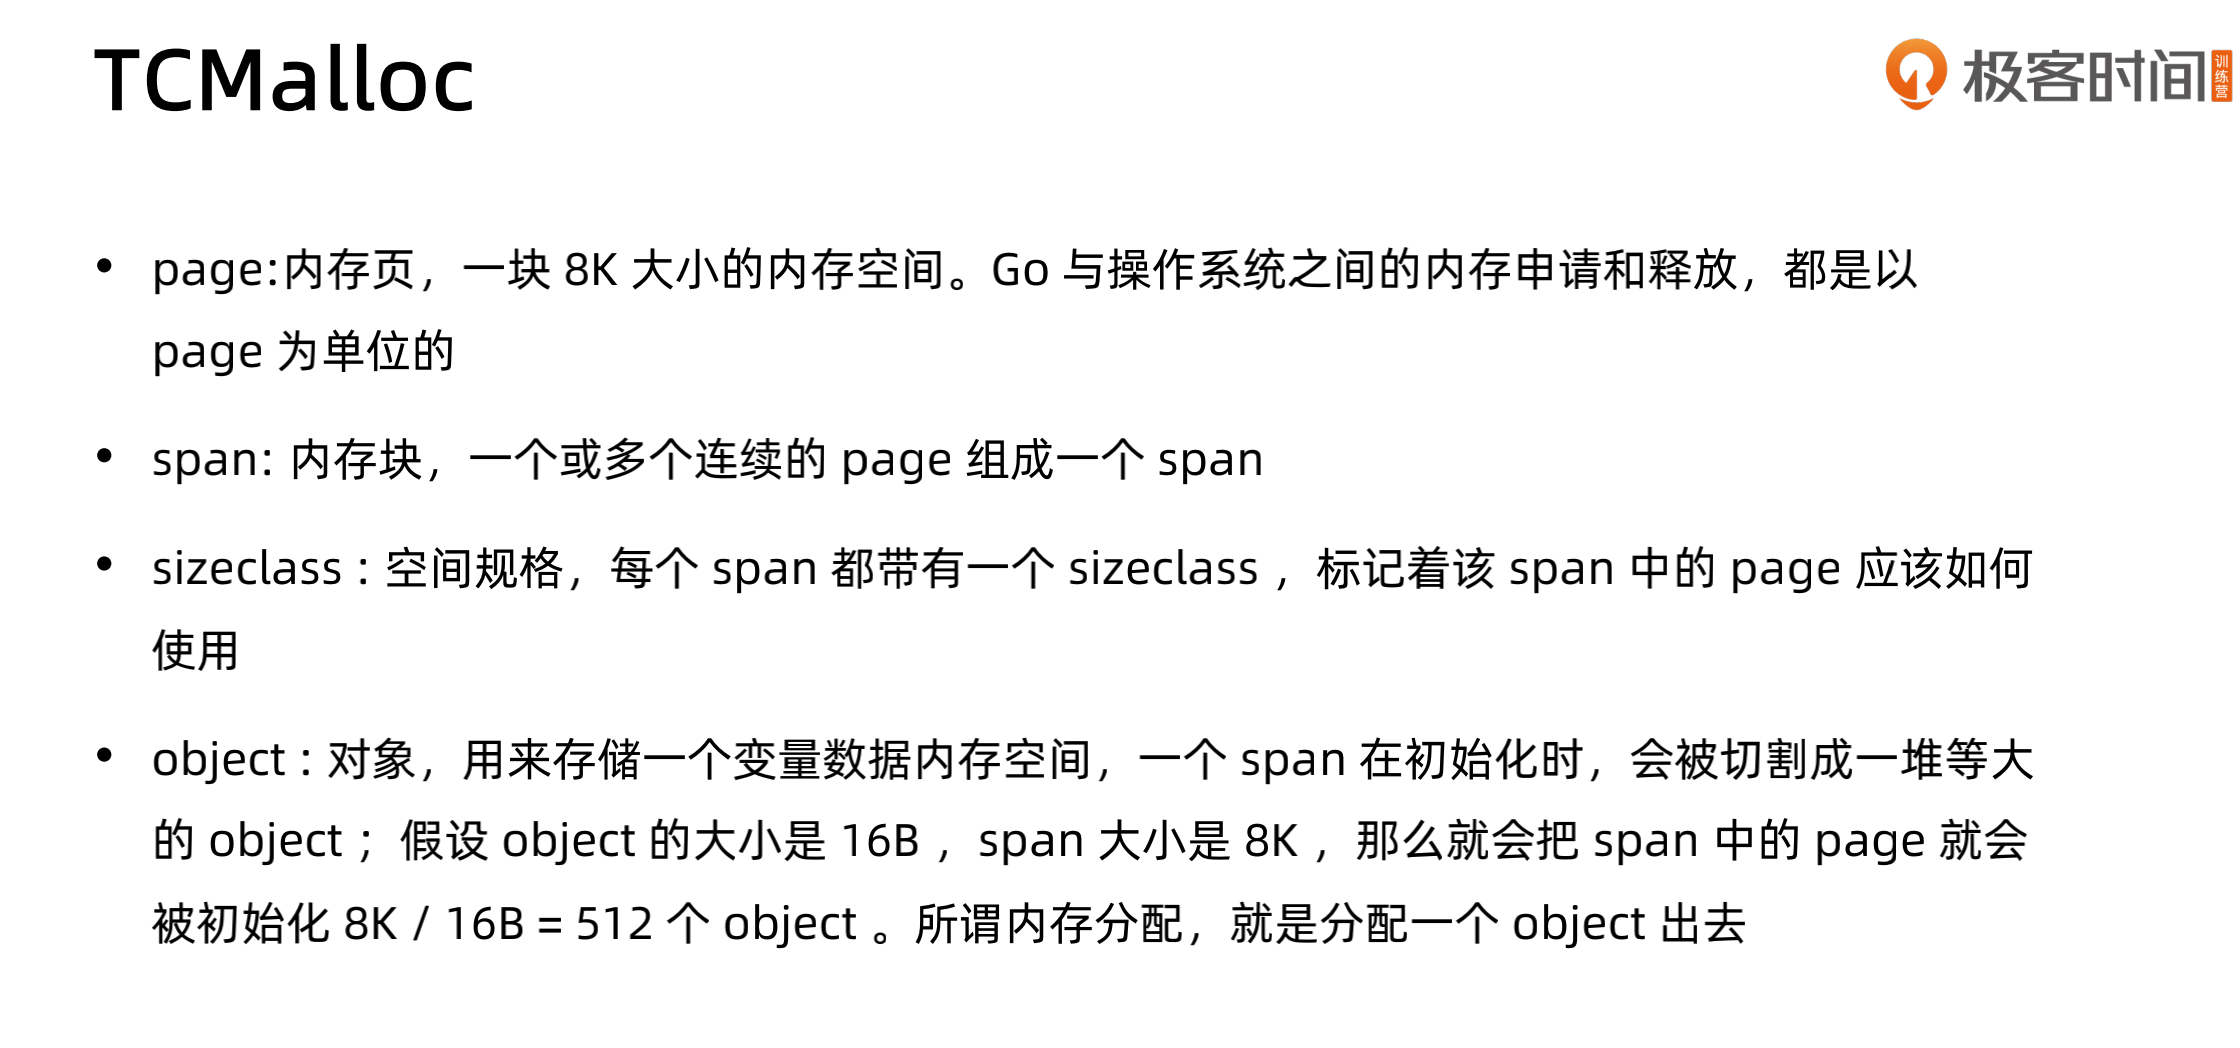 TCMalloc
极客时间
训练营
• page:内存页，一块 8K 大小的内存空间。Go 与操作系统之间的内存申请和释放，都是以
page 为单位的
• span: 内存块，一个或多个连续的 page 组成一个 span
• sizeclass : 空间规格，每个 span 都带有一个 sizeclass ，标记着该 span 中的 page 应该如何
使用
• object : 对象，用来存储一个变量数据内存空间，一个 span 在初始化时，会被切割成一堆等大
的 object ；假设 object 的大小是 16B ，span 大小是 8K ，那么就会把 span 中的 page 就会
被初始化 8K / 16B = 512 个 object 。所谓内存分配，就是分配一个 object 出去